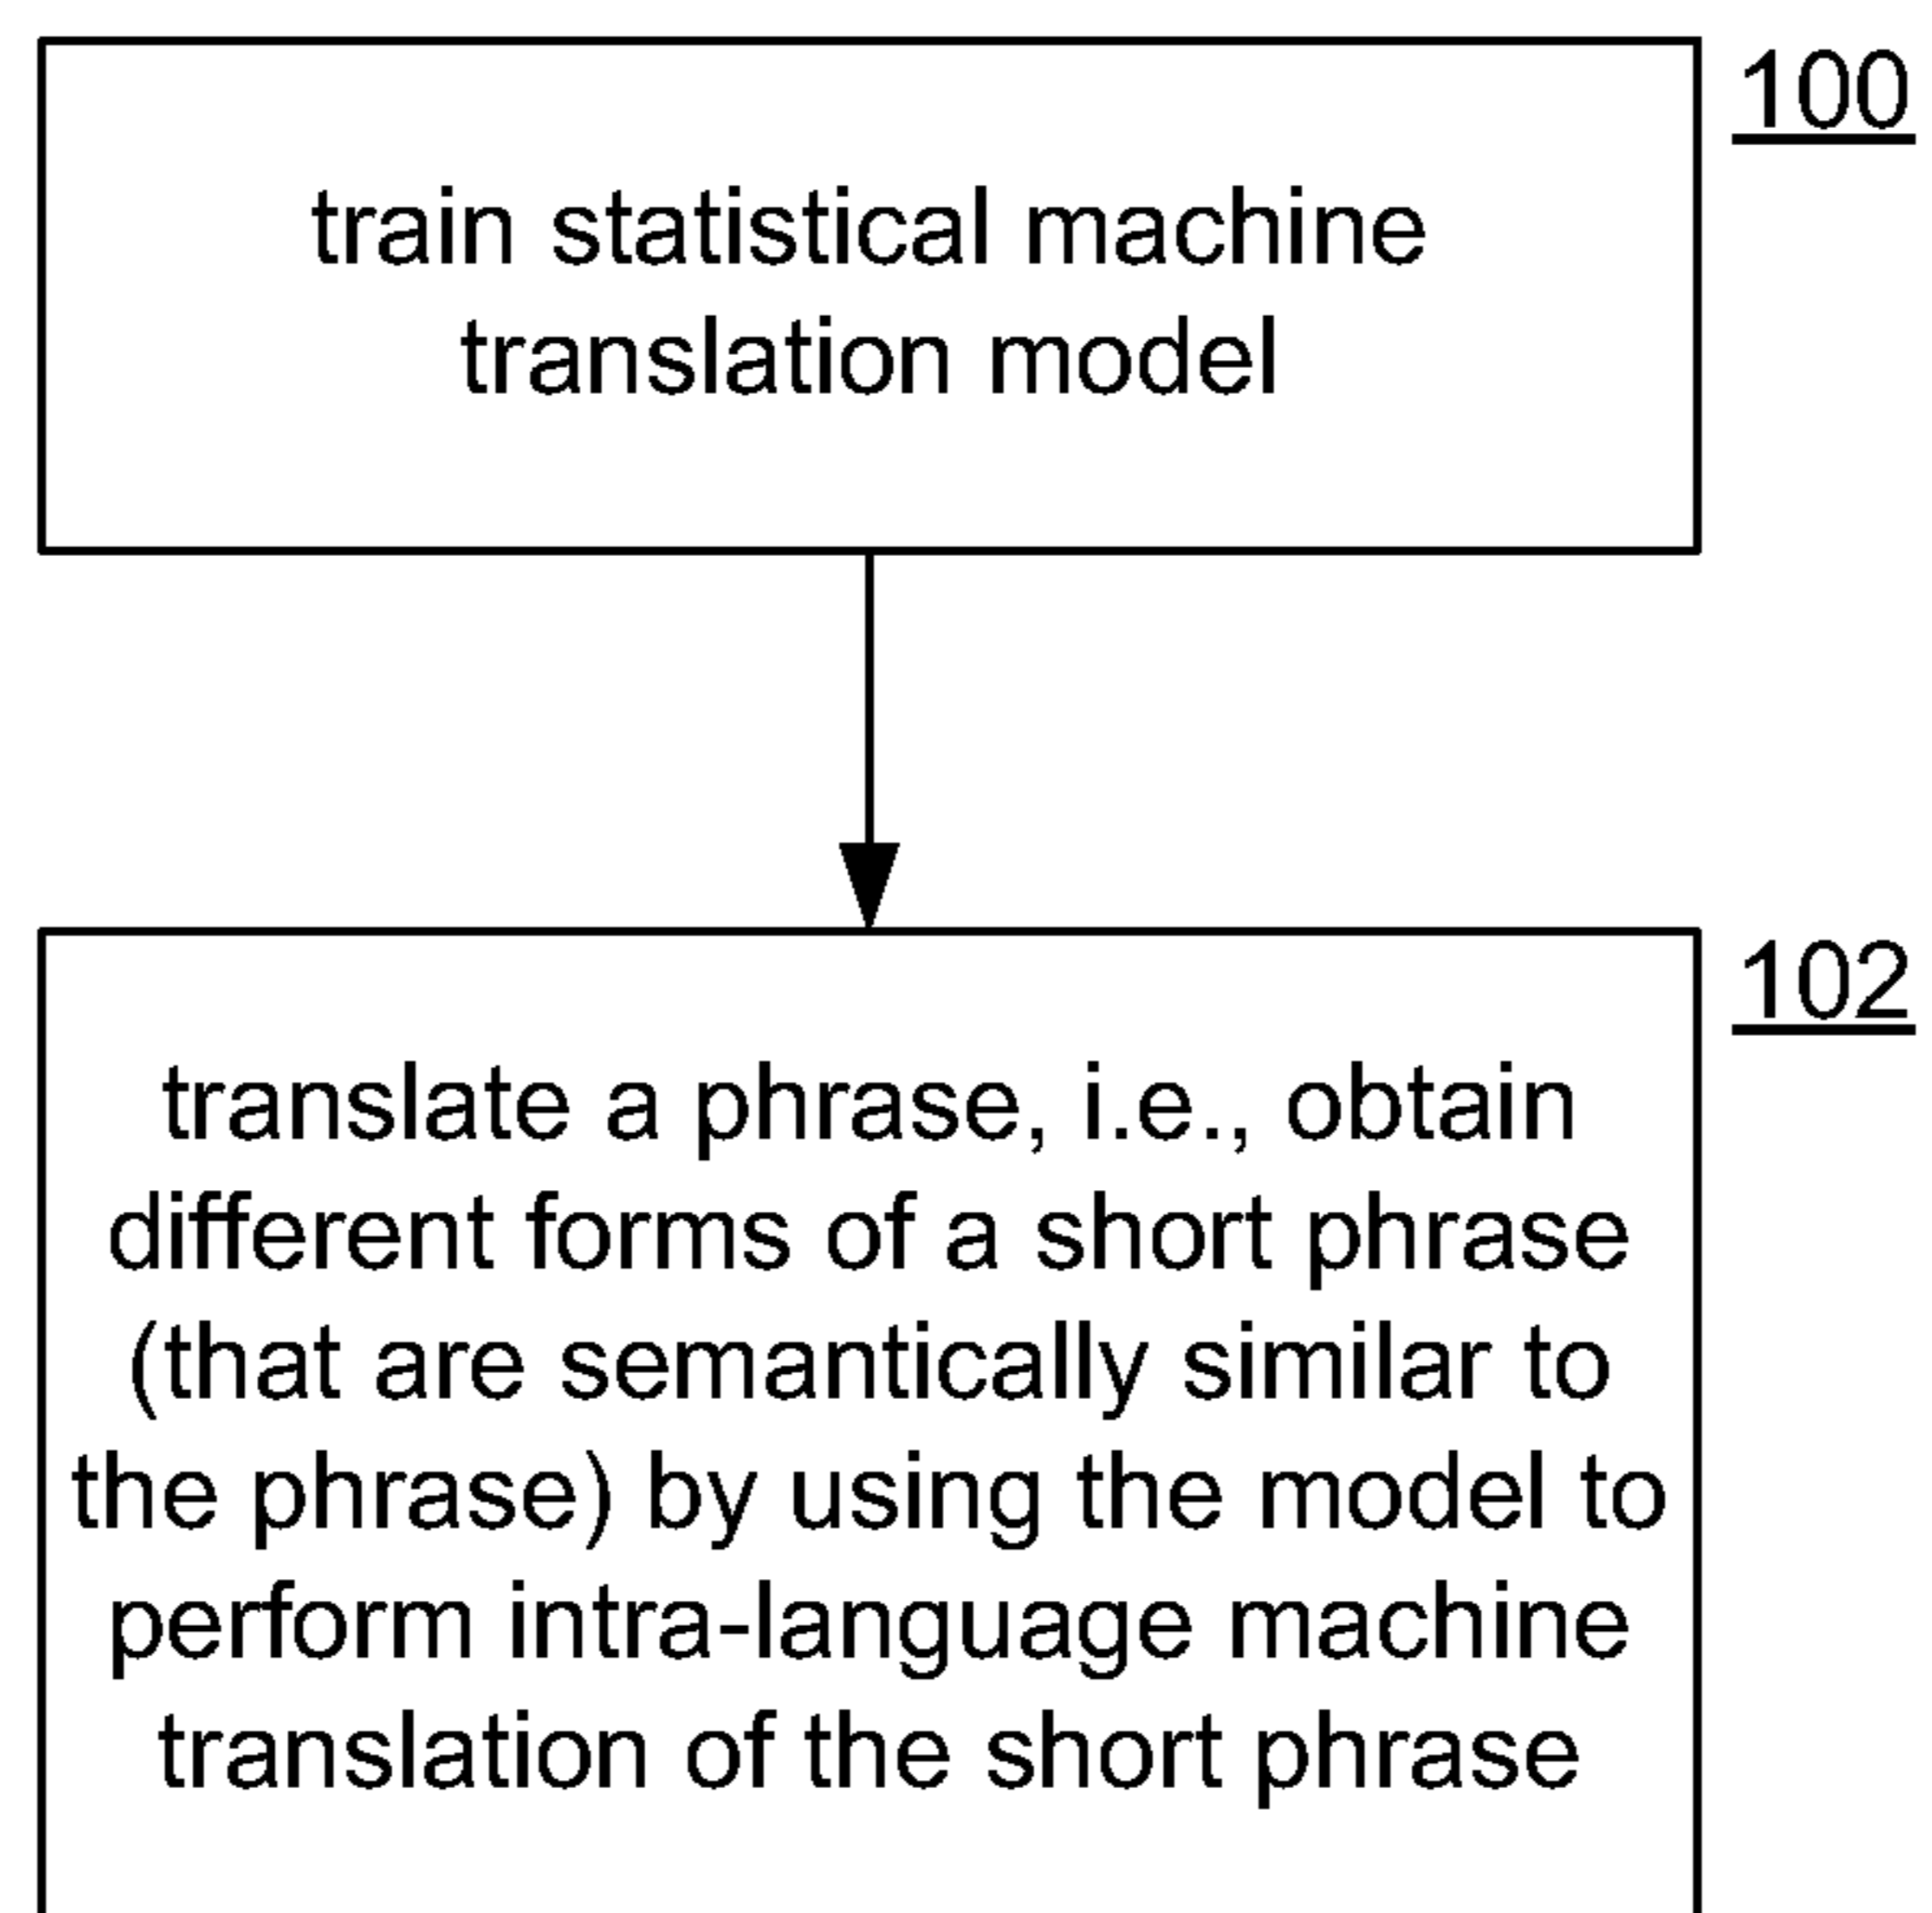 100
train statistical machine
translation model
102
translate a phrase, i.e., obtain
different forms of a short phrase
(that are semantically similar to
the phrase) by using the model to
perform intra-language machine
translation of the short phrase